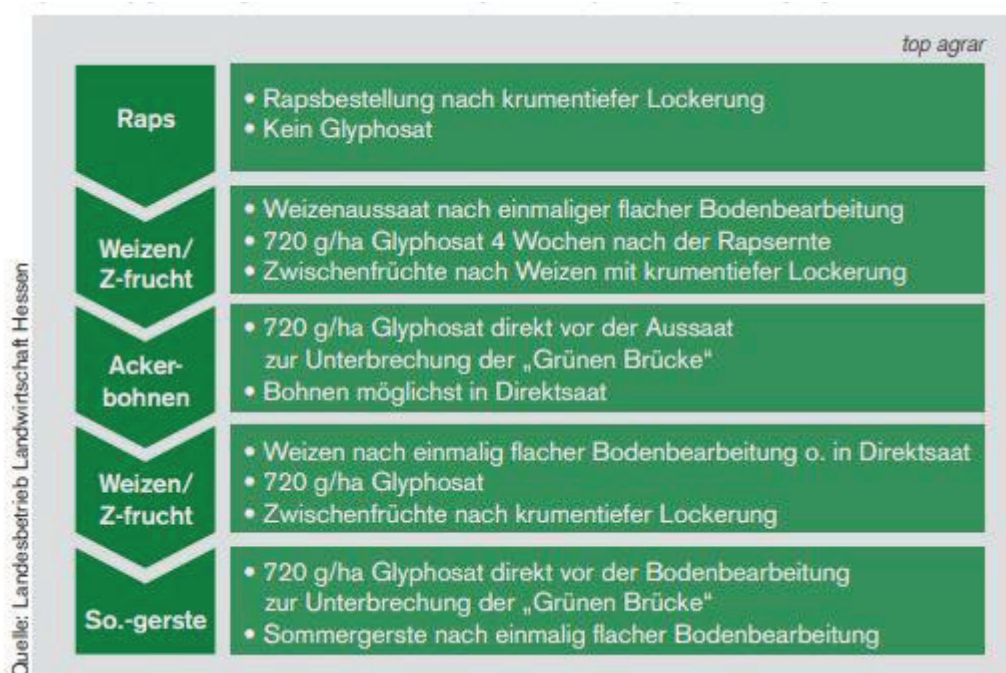 top agrar
Raps
• Rapsbestellung nach krumentiefer Lockerung
• Kein Glyphosat
Weizen/
Z-frucht
• Weizenaussaat nach einmaliger flacher Bodenbearbeitung
• 720 g/ha Glyphosat 4 Wochen nach der Rapsernte
• Zwischenfrüchte nach Weizen mit krumentiefer Lockerung
Acker-
bohnen
• 720 g/ha Glyphosat direkt vor der Aussaat
zur Unterbrechung der „Grünen Brücke“
• Bohnen möglichst in Direktsaat
Weizen/
Z-frucht
• Weizen nach einmalig flacher Bodenbearbeitung o. in Direktsaat
• 720 g/ha Glyphosat
• Zwischenfrüchte nach krumentiefer Lockerung
So.-gerste
• 720 g/ha Glyphosat direkt vor der Bodenbearbeitung
zur Unterbrechung der „Grünen Brücke“
• Sommergerste nach einmalig flacher Bodenbearbeitung
Quelle: Landesbetrieb Landwirtschaft Hessen